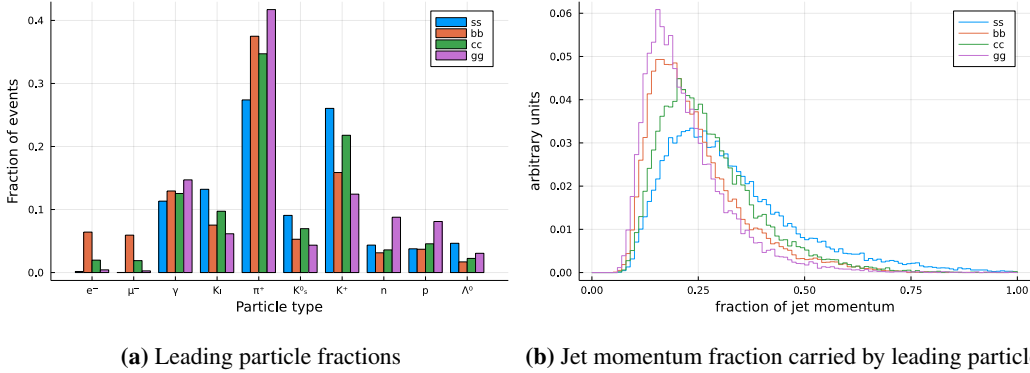 0.4
0.3
0.2
0.1
0.0
Fraction of events
ss
bb
cc
gg
e⁻ μ⁻ γ Kₗ π⁺ K⁰ₛ K⁺ n p Λ⁰
Particle type
(a) Leading particle fractions
0.06
0.05
0.04
0.03
0.02
0.01
0.00
arbitrary units
ss
bb
cc
gg
0.00 0.25 0.50 0.75 1.00
fraction of jet momentum
(b) Jet momentum fraction carried by leading particl